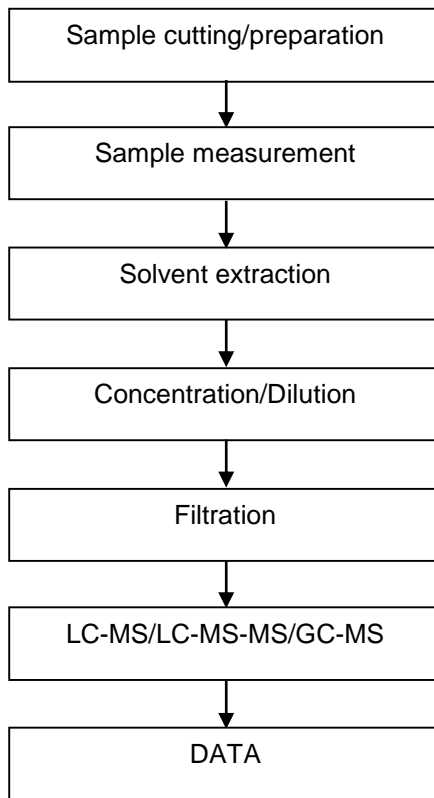 Sample cutting/preparation
Sample measurement
Solvent extraction
Concentration/Dilution
Filtration
LC-MS/LC-MS-MS/GC-MS
DATA